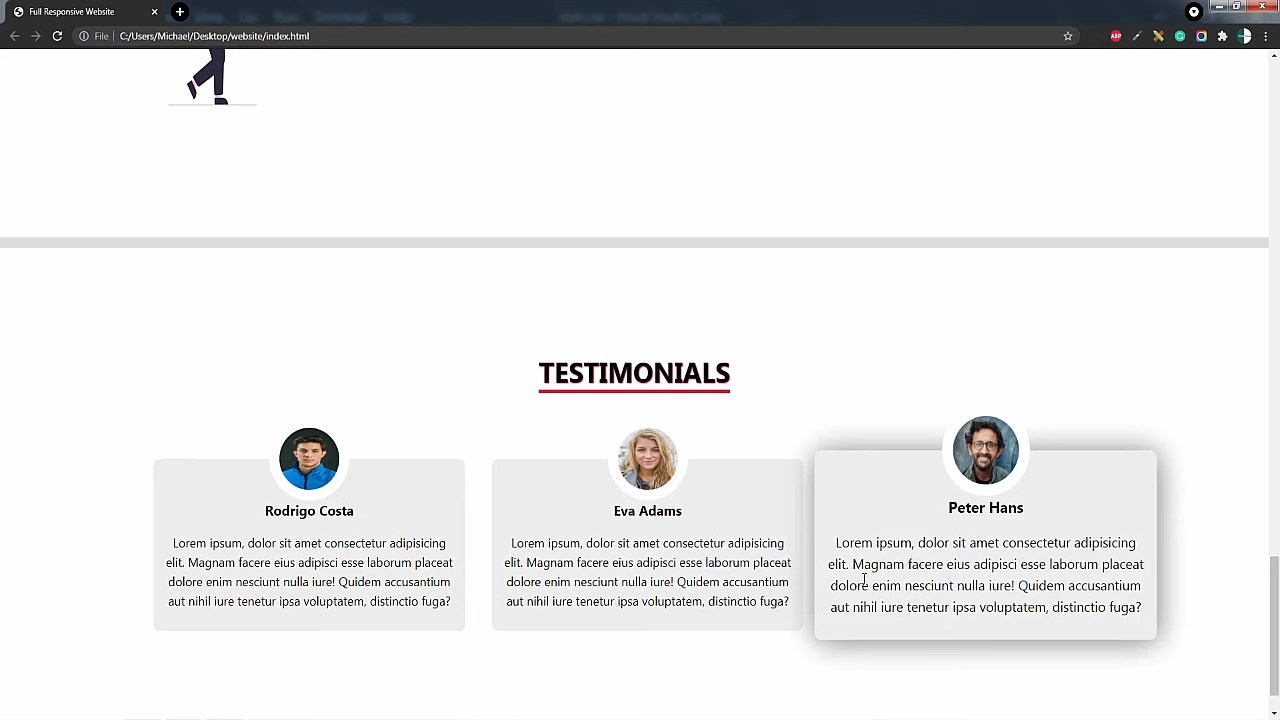 Full Responsive Website
File
C:/Users/Michael/Desktop/website/index.html
ABP
TESTIMONIALS
Rodrigo Costa
Lorem ipsum, dolor sit amet consectetur adipisicing
elit. Magnam facere eius adipisci esse laborum placeat
dolore enim nesciunt nulla iure! Quidem accusantium
aut nihil iure tenetur ipsa voluptatem, distinctio fuga?
Eva Adams
Lorem ipsum, dolor sit amet consectetur adipisicing
elit. Magnam facere eius adipisci esse laborum placeat
dolore enim nesciunt nulla iure! Quidem accusantium
aut nihil iure tenetur ipsa voluptatem, distinctio fuga?
Peter Hans
Lorem ipsum, dolor sit amet consectetur adipisicing
elit. Magnam facere eius adipisci esse laborum placeat
dolore enim nesciunt nulla iure! Quidem accusantium
aut nihil iure tenetur ipsa voluptatem, distinctio fuga?